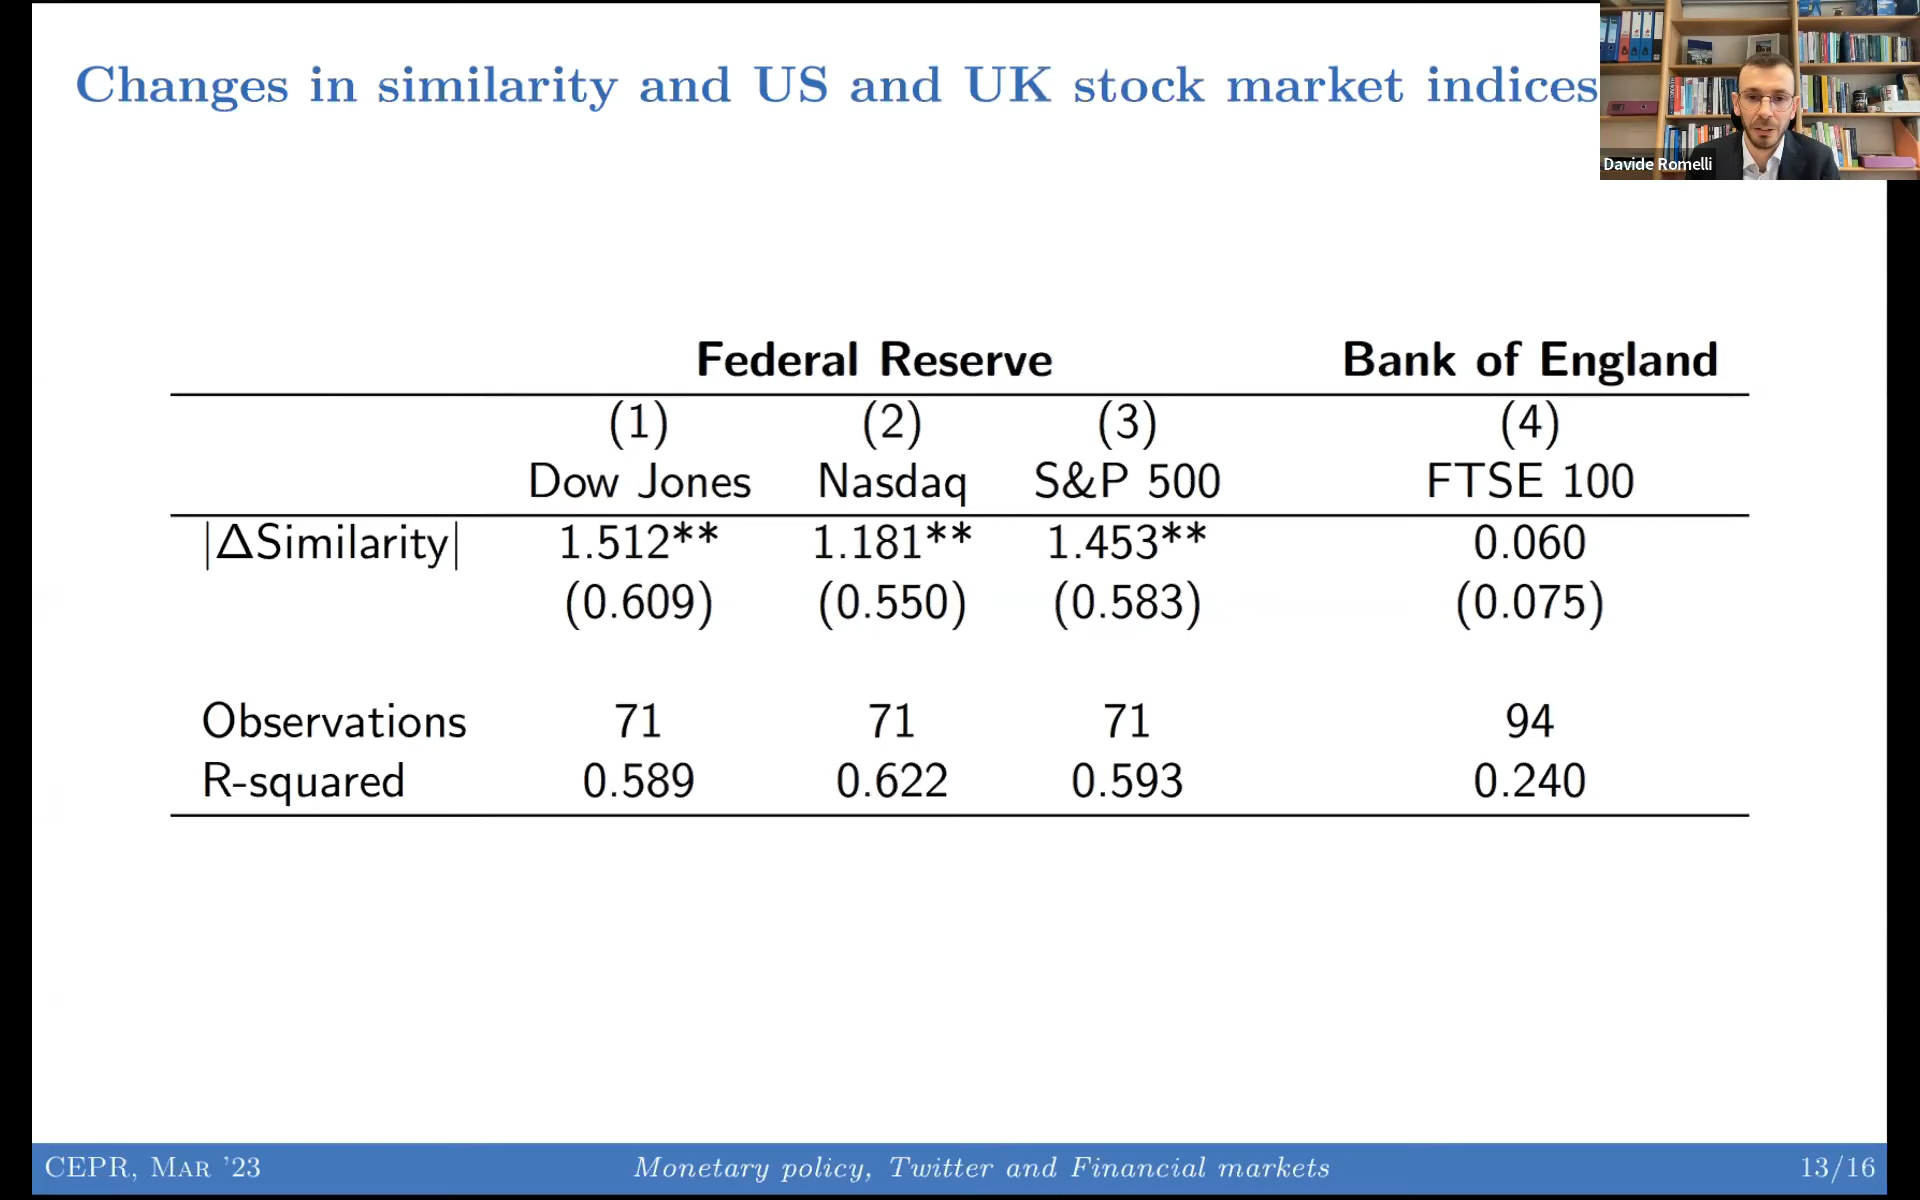 Changes in similarity and US and UK stock market indices
Davide Romelli
Federal Reserve Bank of England
(1) (2) (3) (4)
Dow Jones Nasdaq S&P 500 FTSE 100
|ΔSimilarity| 1.512** 1.181** 1.453** 0.060
(0.609) (0.550) (0.583) (0.075)
Observations 71 71 71 94
R-squared 0.589 0.622 0.593 0.240
CEPR, Mar ’23 Monetary policy, Twitter and Financial markets 13/16